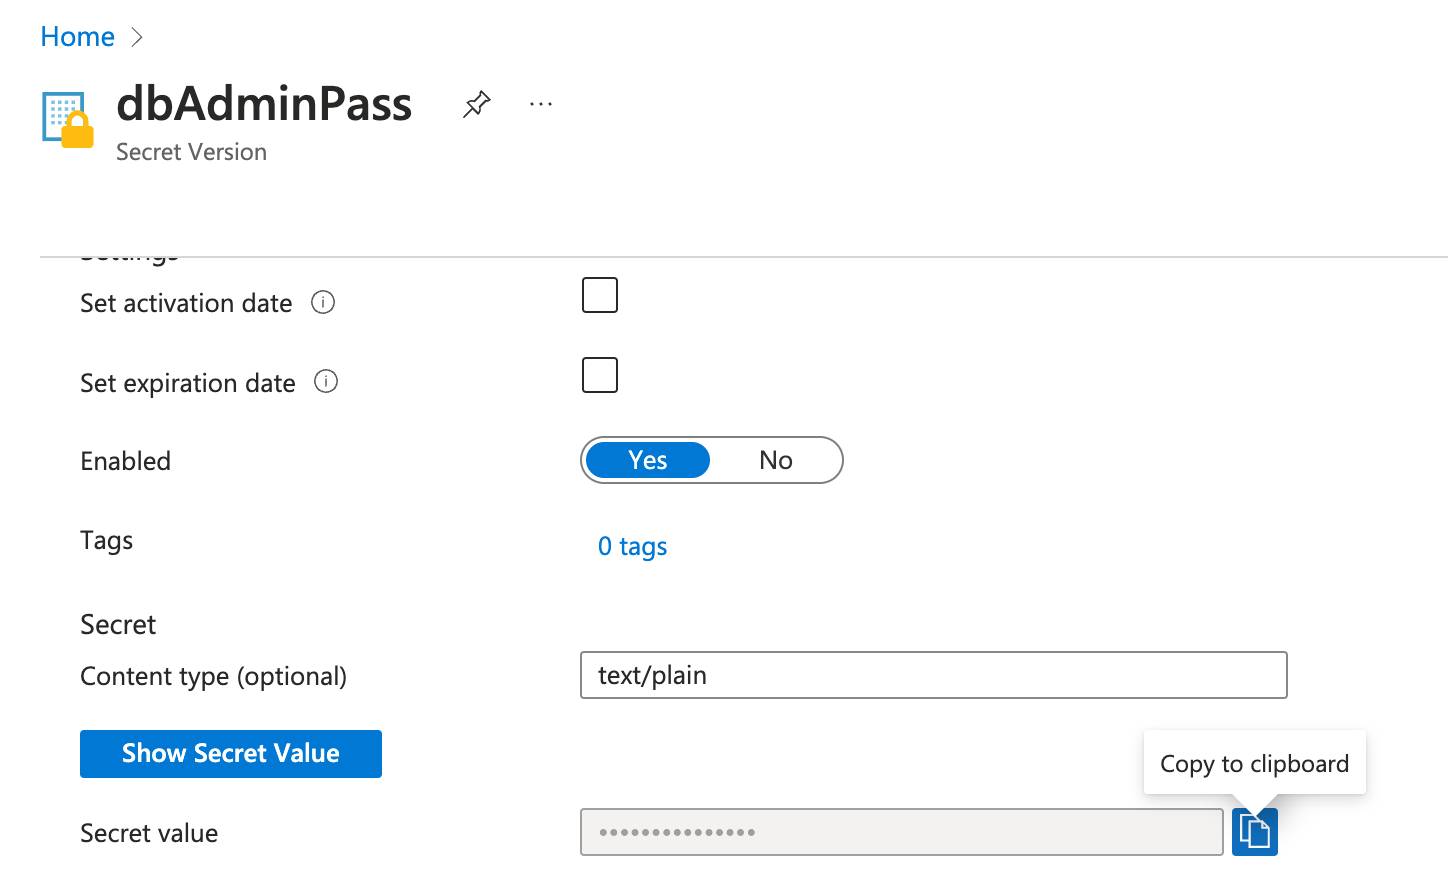 Home
dbAdminPass
Secret Version
Settings
Set activation date
Set expiration date
Enabled
Yes No
Tags
0 tags
Secret
Content type (optional)
text/plain
Show Secret Value
Copy to clipboard
Secret value
•••••••••••••••